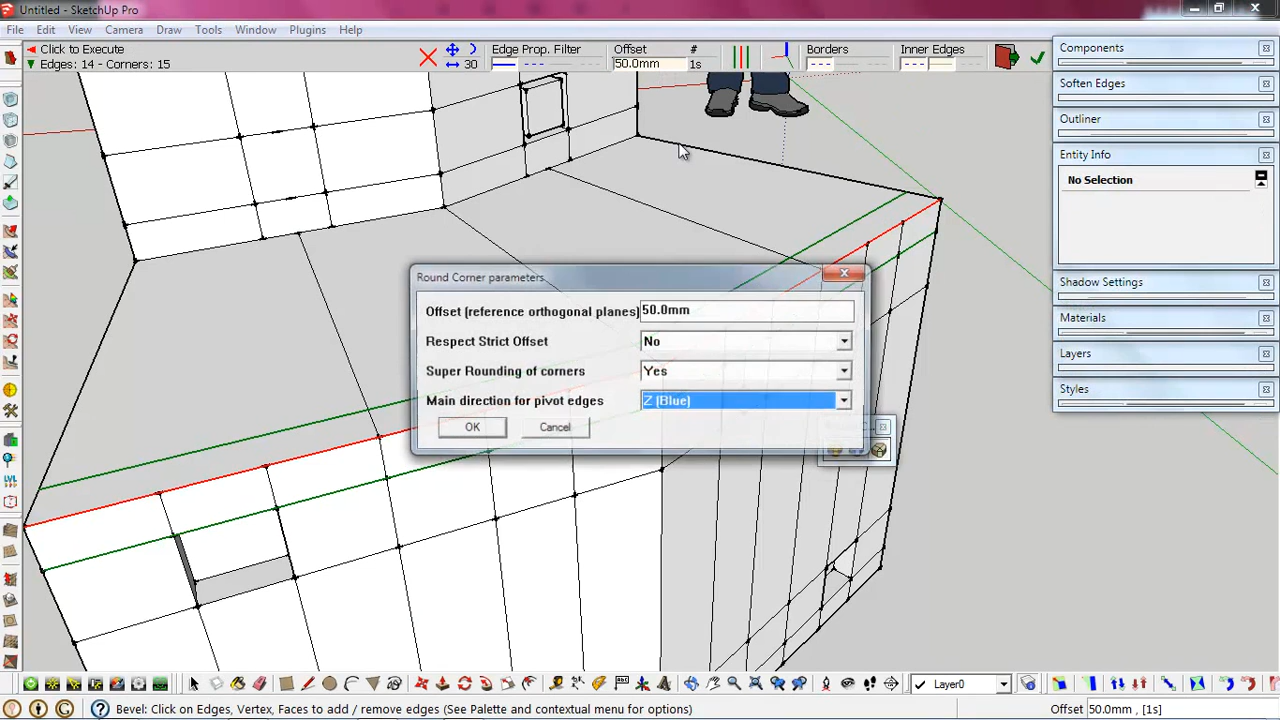 Untitled - SketchUp Pro
File Edit View Camera Draw Tools Window Plugins Help
Click to Execute
Edges: 14 - Corners: 15
30
Edge Prop. Filter
Offset
50.0mm
#
1s
Borders
Inner Edges
Components
Soften Edges
Outliner
Entity Info
No Selection
Shadow Settings
Materials
Layers
Styles
Round Corner parameters
Offset (reference orthogonal planes) 50.0mm
Respect Strict Offset No
Super Rounding of corners Yes
Main direction for pivot edges Z (Blue)
OK Cancel
LVL
Layer0
Bevel: Click on Edges, Vertex, Faces to add / remove edges (See Palette and contextual menu for options)
Offset 50.0mm , [1s]